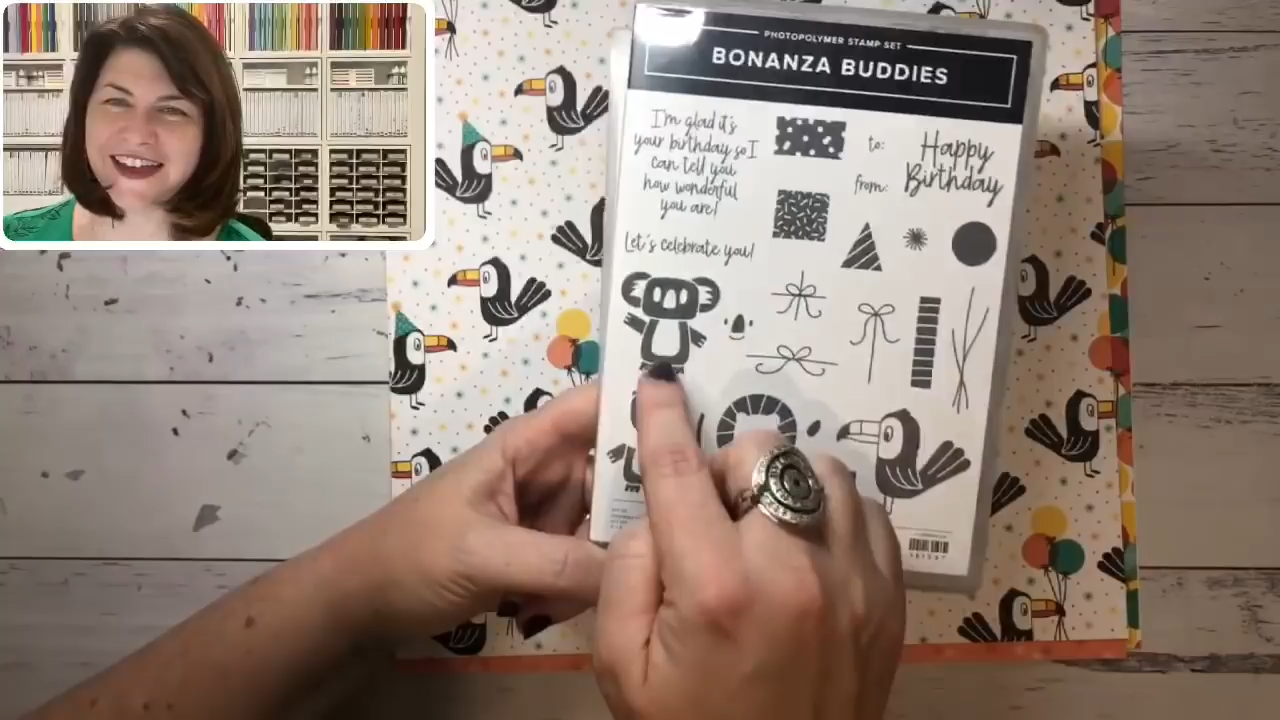 PHOTOPOLYMER STAMP SET
BONANZA BUDDIES
I'm glad it's
your birthday so I
can tell you
how wonderful
you are!
to:
from:
Happy
Birthday
Let's celebrate you!